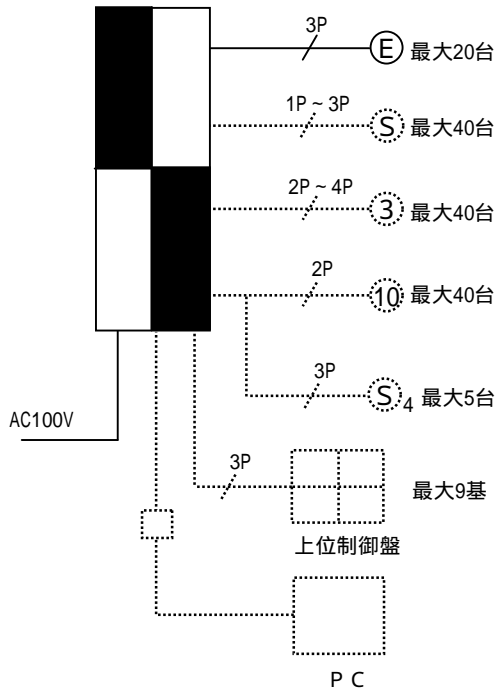 3P
E 最大20台
1P ~ 3P
S 最大40台
2P ~ 4P
3 最大40台
2P
10 最大40台
3P
S 4 最大5台
AC100V
3P
最大9基
上位制御盤
ＰＣ